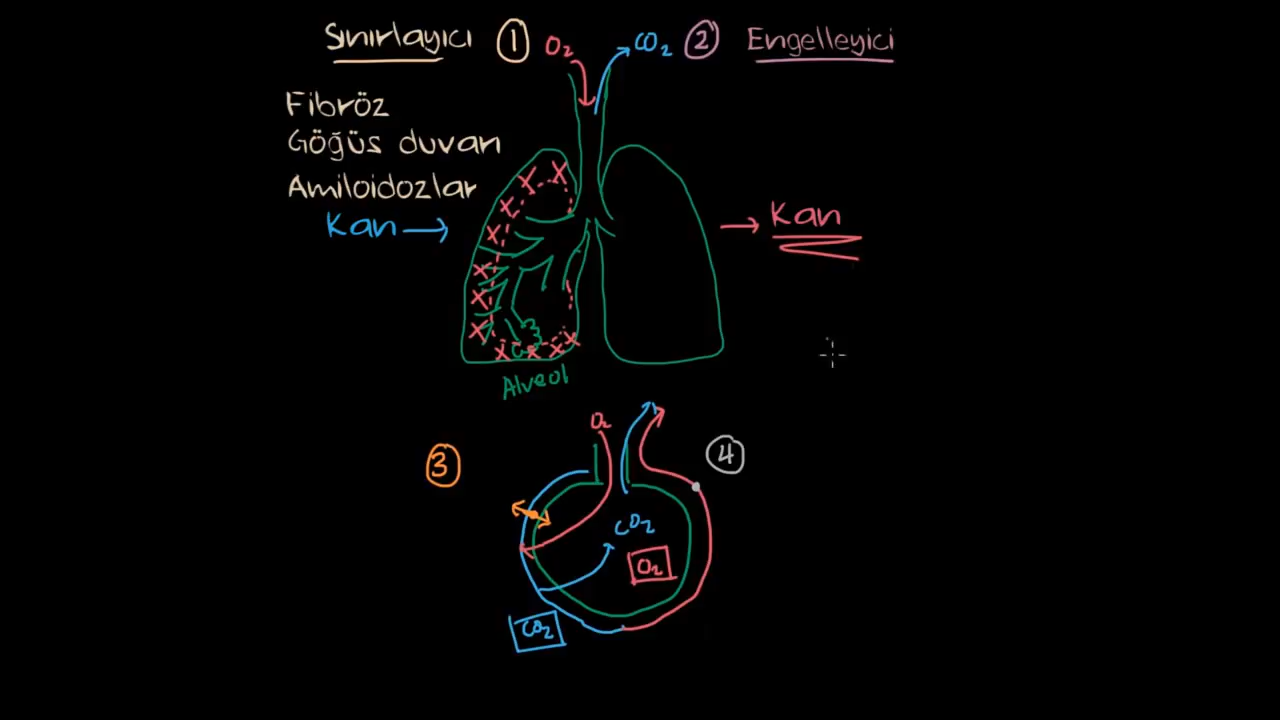 Sınırlayıcı 1 O2 CO2 2 Engelleyici
Fibröz
Göğüs duvarı
Amiloidozlar
Kan
Kan
X X X X X X X X X X X X
Alveol
O2
3
4
CO2
O2
CO2